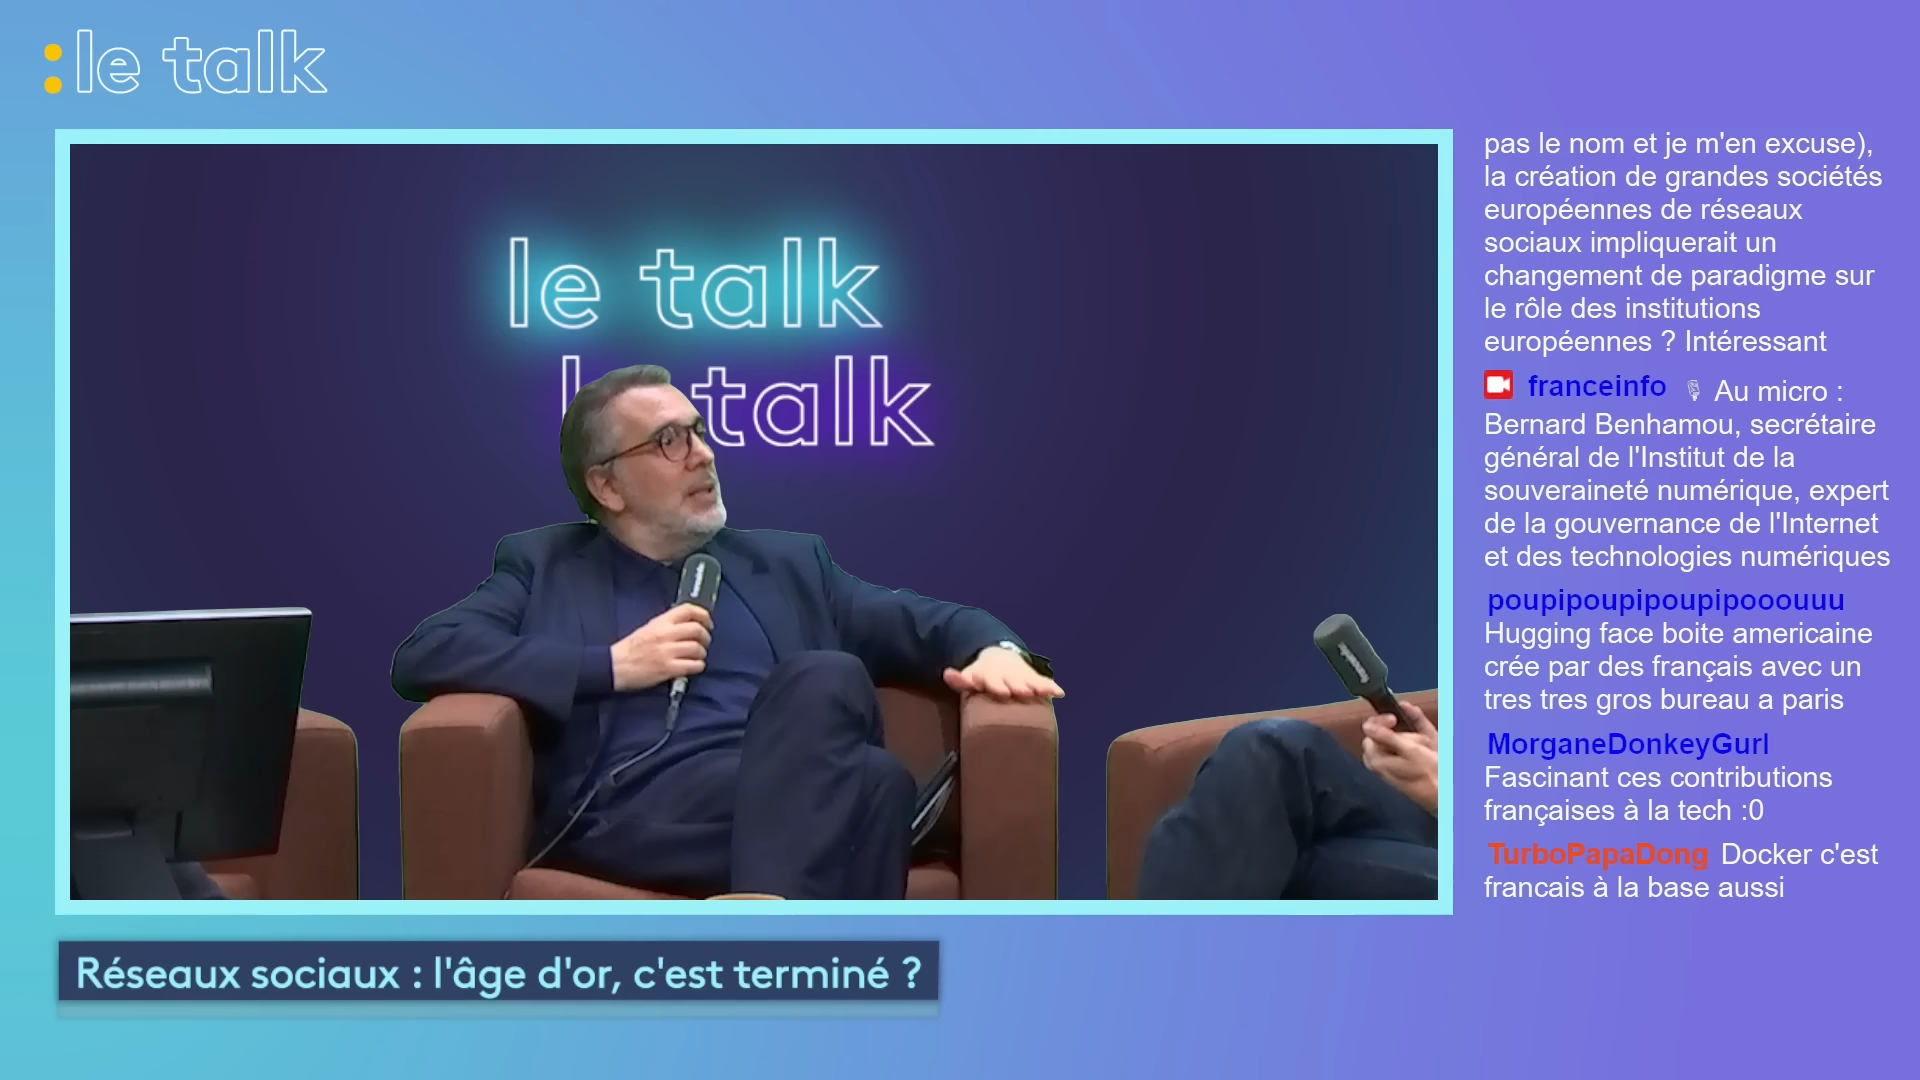 :le talk
le talk
talk
pas le nom et je m'en excuse),
la création de grandes sociétés
européennes de réseaux
sociaux impliquerait un
changement de paradigme sur
le rôle des institutions
européennes ? Intéressant
franceinfo 🎙 Au micro :
Bernard Benhamou, secrétaire
général de l'Institut de la
souveraineté numérique, expert
de la gouvernance de l'Internet
et des technologies numériques
poupipoupipoupipooouuu
Hugging face boite americaine
crée par des français avec un
tres tres gros bureau a paris
MorganeDonkeyGurl
Fascinant ces contributions
françaises à la tech :0
TurboPapaDong Docker c'est
francais à la base aussi
Réseaux sociaux : l'âge d'or, c'est terminé ?